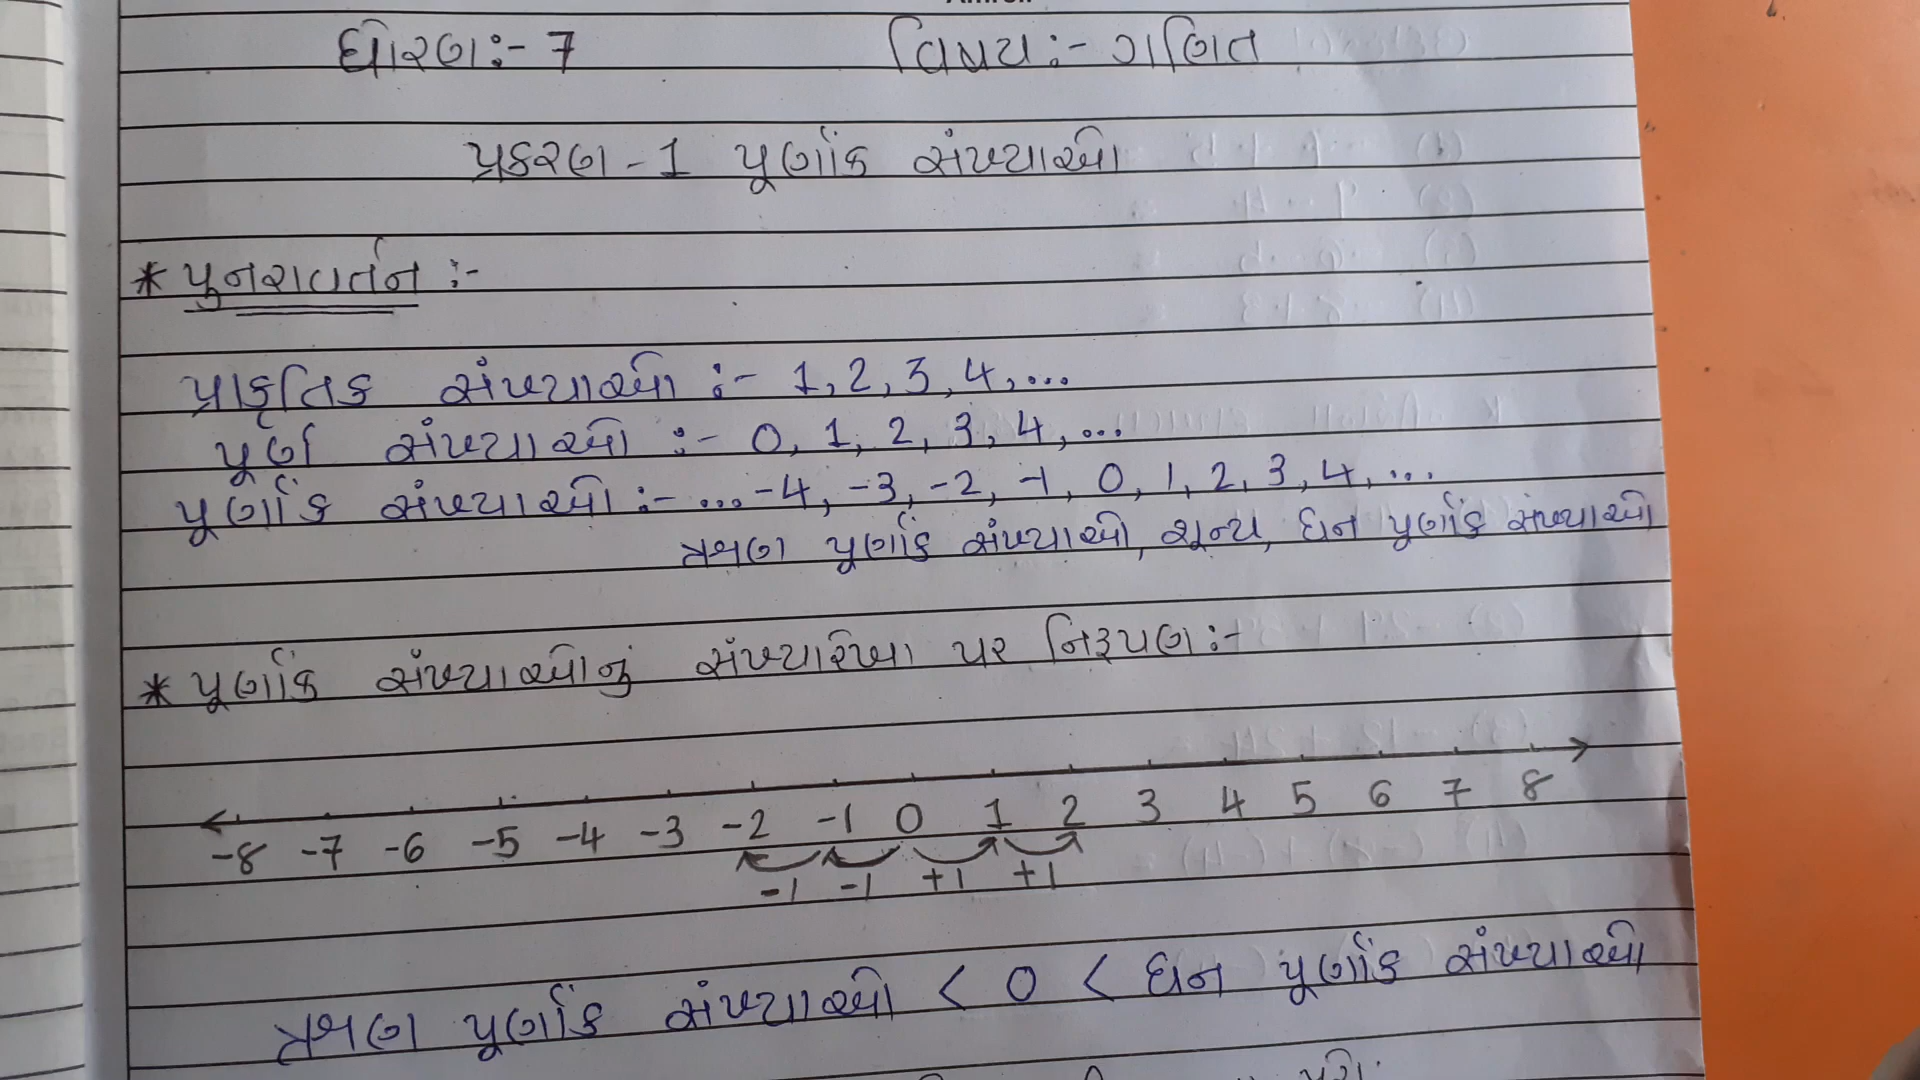 ધોરણ:- 7 વિષય:- ગણિત
પ્રકરણ - 1 પૂર્ણાંક સંખ્યાઓ
* પુનરાવર્તન :-
પ્રાકૃતિક સંખ્યાઓ :- 1, 2, 3, 4, ...
પૂર્ણ સંખ્યાઓ :- 0, 1, 2, 3, 4, ...
પૂર્ણાંક સંખ્યાઓ :- ... -4, -3, -2, -1, 0, 1, 2, 3, 4, ...
ઋણ પૂર્ણાંક સંખ્યાઓ, શૂન્ય, ધન પૂર્ણાંક સંખ્યાઓ
* પૂર્ણાંક સંખ્યાઓનું સંખ્યારેખા પર નિરૂપણ:-
-8 -7 -6 -5 -4 -3 -2 -1 0 1 2 3 4 5 6 7 8
-1 -1 +1 +1
ઋણ પૂર્ણાંક સંખ્યાઓ < 0 < ધન પૂર્ણાંક સંખ્યાઓ